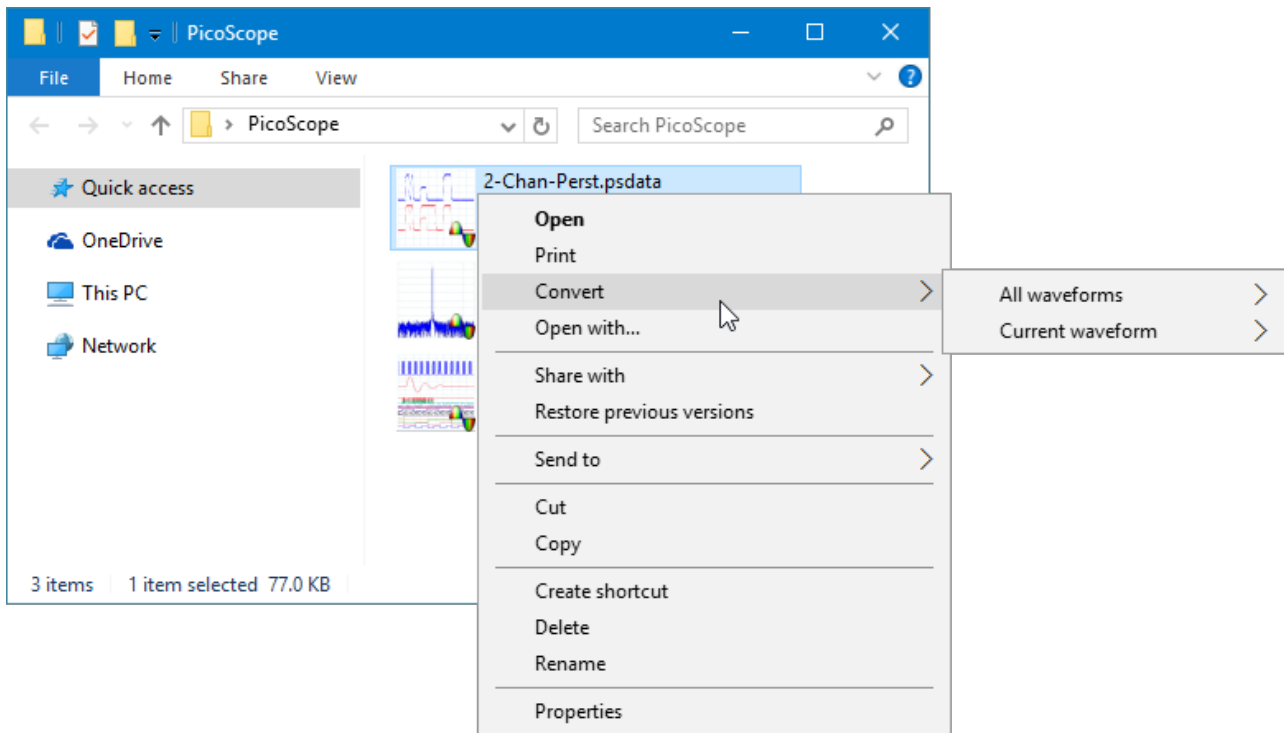 PicoScope
File Home Share View
PicoScope
Search PicoScope
Quick access
OneDrive
This PC
Network
2-Chan-Perst.psdata
Open
Print
Convert
Open with...
Share with
Restore previous versions
Send to
Cut
Copy
Create shortcut
Delete
Rename
Properties
All waveforms
Current waveform
3 items 1 item selected 77.0 KB